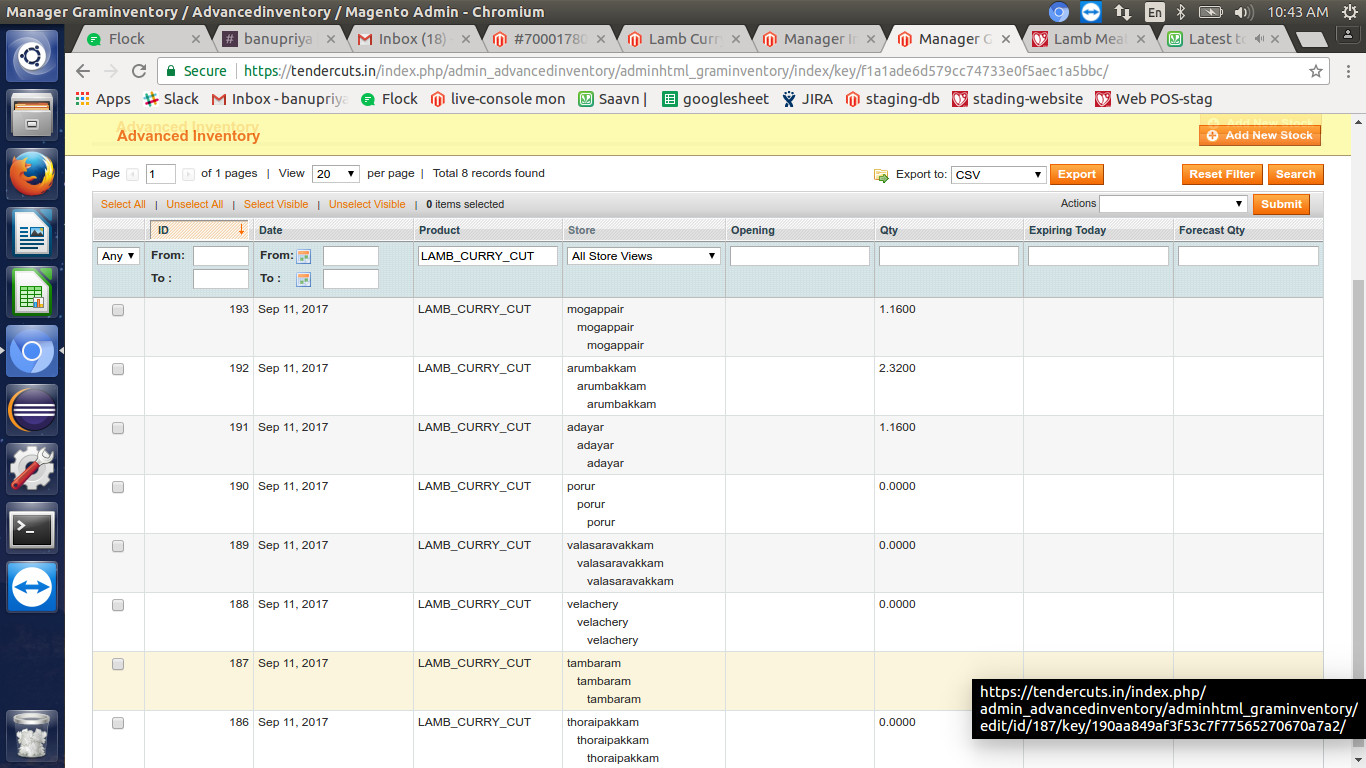 Manager Graminventory / Advancedinventory / Magento Admin - Chromium
En
10:43 AM
Flock
banupriya
Inbox (18) -
#70001780
Lamb Curr
Manager In
Manager G
Lamb Meat
Latest t
Secure
https://tendercuts.in/index.php/admin_advancedinventory/adminhtml_graminventory/index/key/f1a1ade6d579cc74733e0f5aec1a5bbc/
Apps
Slack
Inbox - banupriya
Flock
live-console mon
Saavn |
googlesheet
JIRA
staging-db
stading-website
Web POS-stag
Advanced Inventory
Add New Stock
Advanced Inventory
Add New Stock
Page 1 of 1 pages | View 20 per page | Total 8 records found
Export to: CSV Export
Reset Filter Search
Select All | Unselect All | Select Visible | Unselect Visible | 0 items selected
Actions Submit
ID Date Product Store Opening Qty Expiring Today Forecast Qty
Any From: From: LAMB_CURRY_CUT All Store Views
To : To :
193 Sep 11, 2017 LAMB_CURRY_CUT mogappair 1.1600
mogappair
mogappair
192 Sep 11, 2017 LAMB_CURRY_CUT arumbakkam 2.3200
arumbakkam
arumbakkam
191 Sep 11, 2017 LAMB_CURRY_CUT adayar 1.1600
adayar
adayar
190 Sep 11, 2017 LAMB_CURRY_CUT porur 0.0000
porur
porur
189 Sep 11, 2017 LAMB_CURRY_CUT valasaravakkam 0.0000
valasaravakkam
valasaravakkam
188 Sep 11, 2017 LAMB_CURRY_CUT velachery 0.0000
velachery
velachery
187 Sep 11, 2017 LAMB_CURRY_CUT tambaram
tambaram
tambaram
186 Sep 11, 2017 LAMB_CURRY_CUT thoraipakkam 0.0000
thoraipakkam
thoraipakkam
https://tendercuts.in/index.php/
admin_advancedinventory/adminhtml_graminventory/
edit/id/187/key/190aa849af3f53c7f77565270670a7a2/